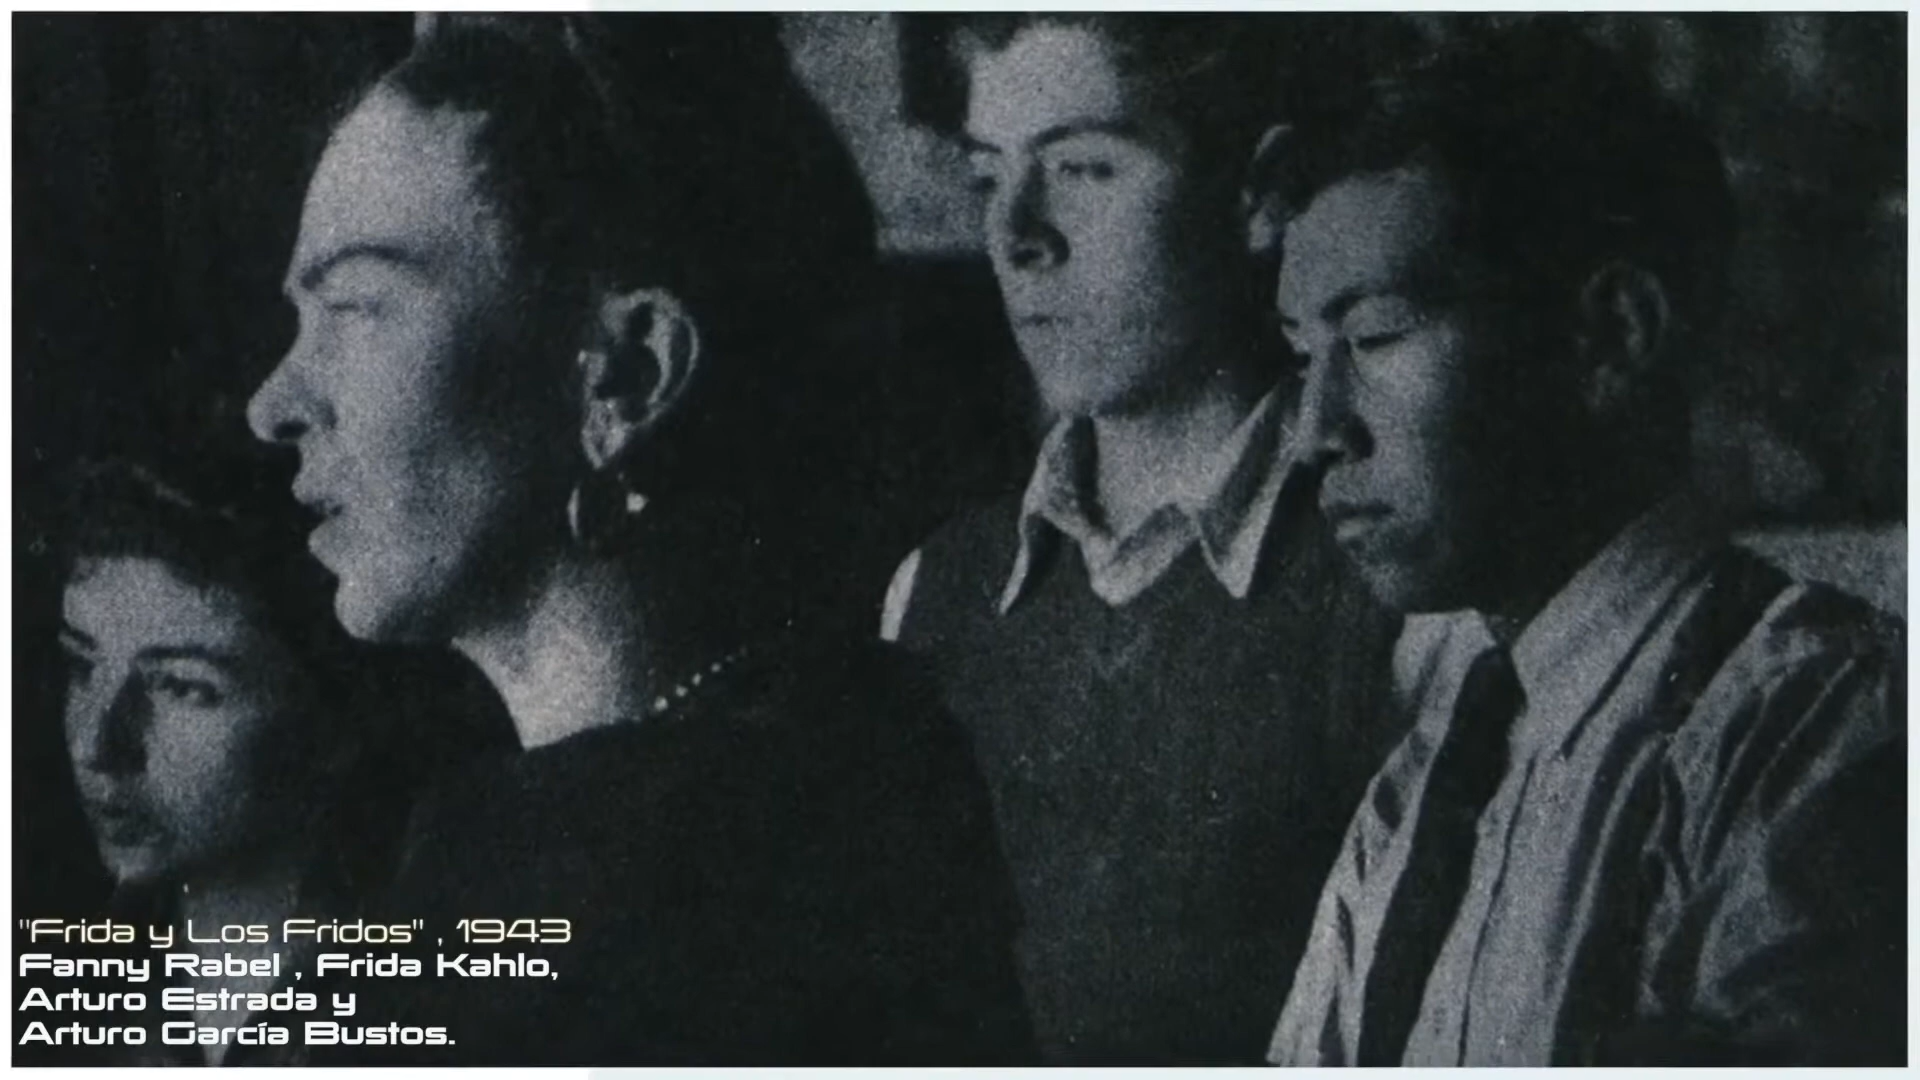 "Frida y Los Fridos" , 1943
Fanny Rabel , Frida Kahlo,
Arturo Estrada y
Arturo García Bustos.